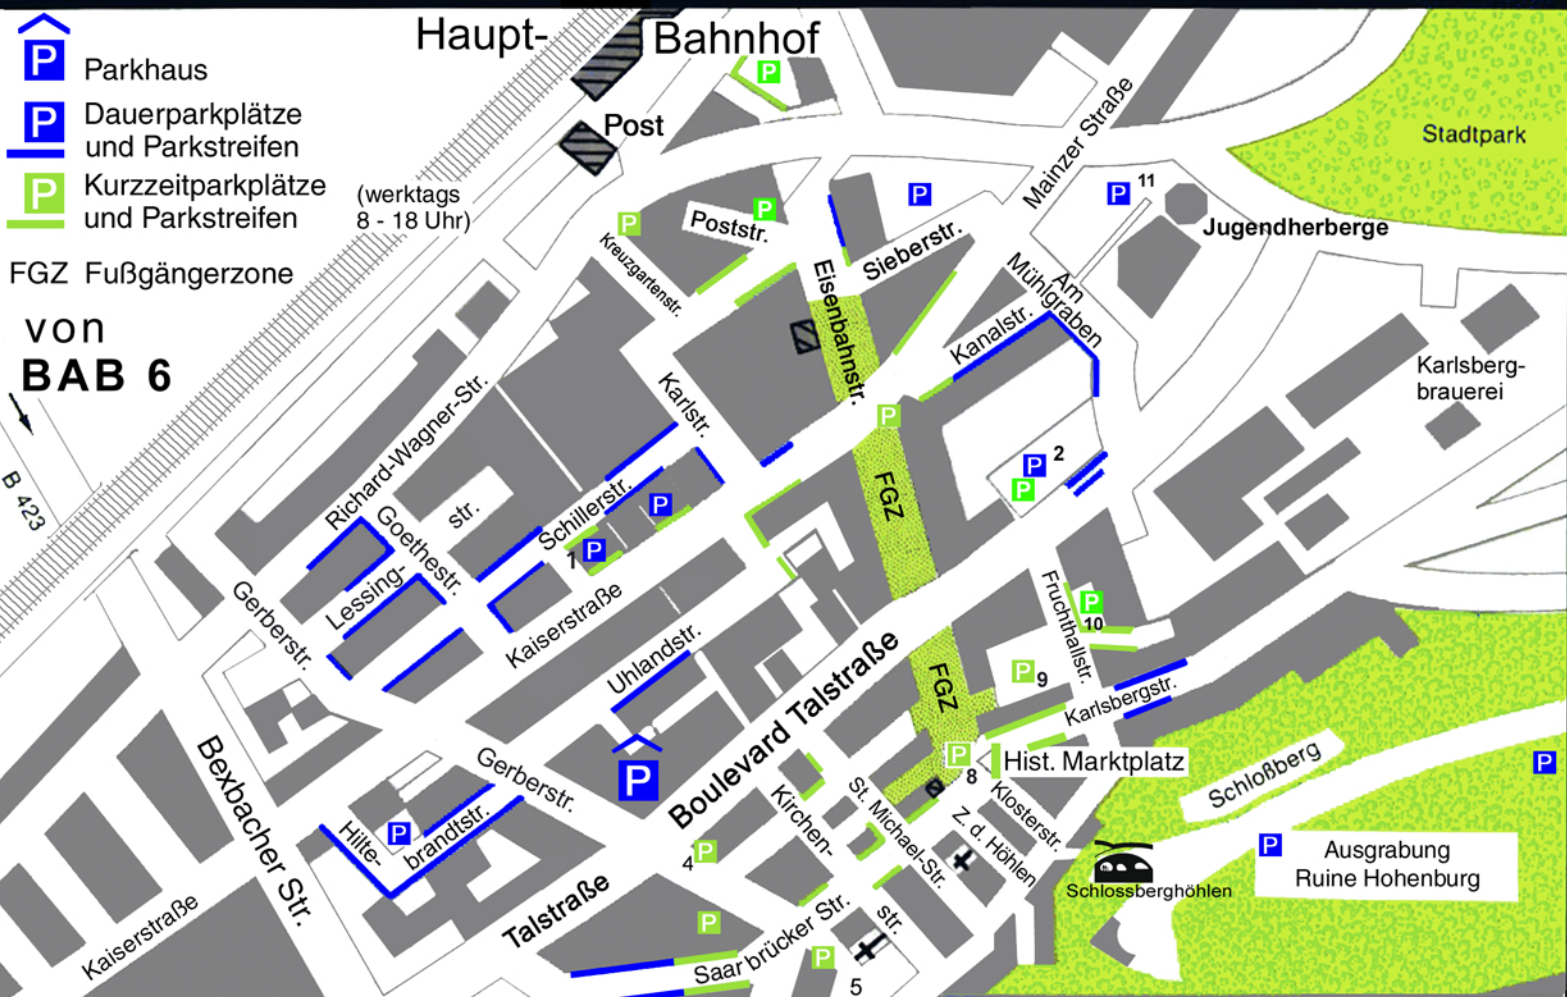 Haupt-
Bahnhof
P
Parkhaus
P
Dauerparkplätze
und Parkstreifen
P
Kurzzeitparkplätze
und Parkstreifen
(werktags
8 - 18 Uhr)
FGZ Fußgängerzone
von
BAB 6
B 423
Post
P
Mainzer Straße
Stadtpark
P
Poststr.
P
Kreuzgartenstr.
P
P
11
Jugendherberge
Sieberstr.
Eisenbahnstr.
Am
Mühlgraben
Kanalstr.
Karlsberg-
brauerei
Karlstr.
Richard-Wagner-Str.
P
FGZ
P
2
P
str.
Goethestr.
Schillerstr.
P
1
P
Lessing-
Gerberstr.
Kaiserstraße
Uhlandstr.
Fruchthallstr.
P
10
FGZ
P
9
Karlsbergstr.
Boulevard Talstraße
P
8
Hist. Marktplatz
Schloßberg
P
Bexbacher Str.
Gerberstr.
P
Kirchen-
St. Michael-Str.
Z. d. Höhlen
Klosterstr.
P
Hilte-
brandtstr.
4
P
Schlossberghöhlen
P
Ausgrabung
Ruine Hohenburg
Kaiserstraße
Talstraße
P
Saarbrücker Str.
str.
P
5